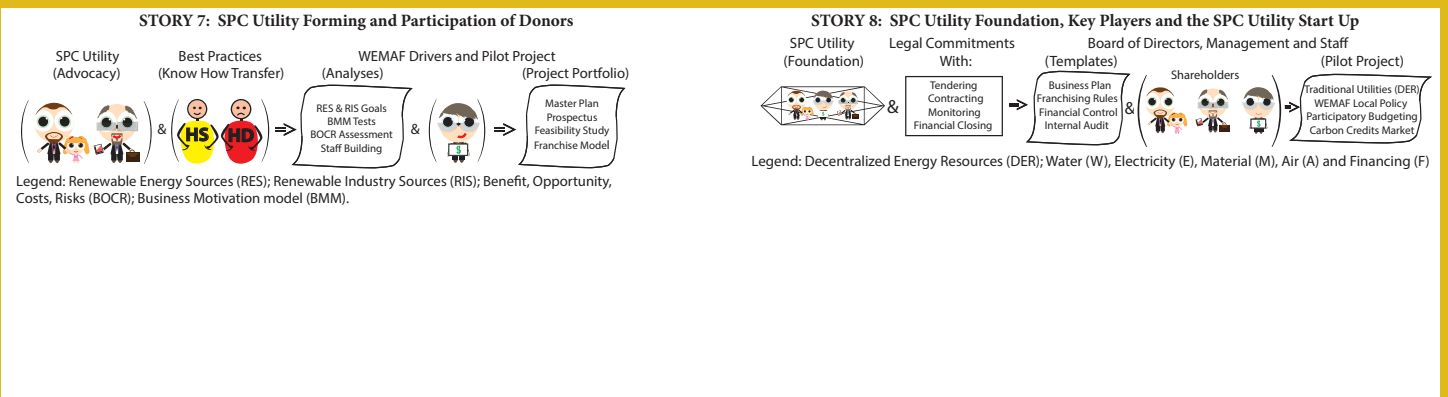 STORY 7: SPC Utility Forming and Participation of Donors
SPC Utility
(Advocacy)
Best Practices
(Know How Transfer)
WEMAF Drivers and Pilot Project
(Analyses)
(Project Portfolio)
&
HS
HD
RES & RIS Goals
BMM Tests
BOCR Assessment
Staff Building
&
$
Master Plan
Prospectus
Feasibility Study
Franchise Model
Legend: Renewable Energy Sources (RES); Renewable Industry Sources (RIS); Benefit, Opportunity,
Costs, Risks (BOCR); Business Motivation model (BMM).
STORY 8: SPC Utility Foundation, Key Players and the SPC Utility Start Up
SPC Utility
(Foundation)
Legal Commitments
With:
Board of Directors, Management and Staff
(Templates)
Shareholders
(Pilot Project)
$
&
Tendering
Contracting
Monitoring
Financial Closing
Business Plan
Franchising Rules
Financial Control
Internal Audit
&
$
Traditional Utilities (DER)
WEMAF Local Policy
Participatory Budgeting
Carbon Credits Market
Legend: Decentralized Energy Resources (DER); Water (W), Electricity (E), Material (M), Air (A) and Financing (F)